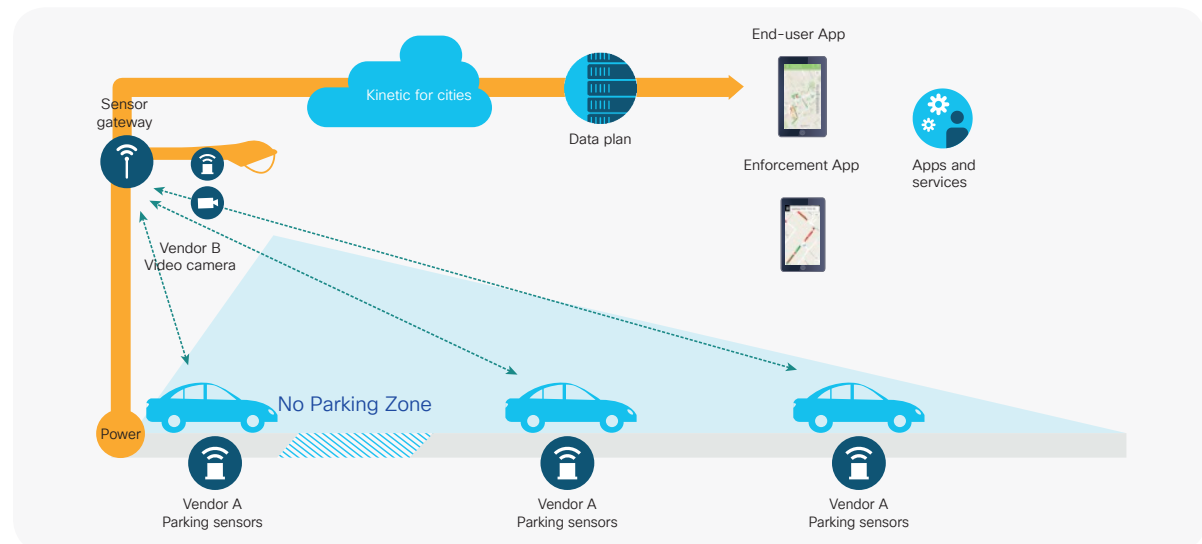 End-user App
Kinetic for cities
Sensor
gateway
Data plan
Enforcement App
Apps and
services
Vendor B
Video camera
No Parking Zone
Power
Vendor A
Parking sensors
Vendor A
Parking sensors
Vendor A
Parking sensors